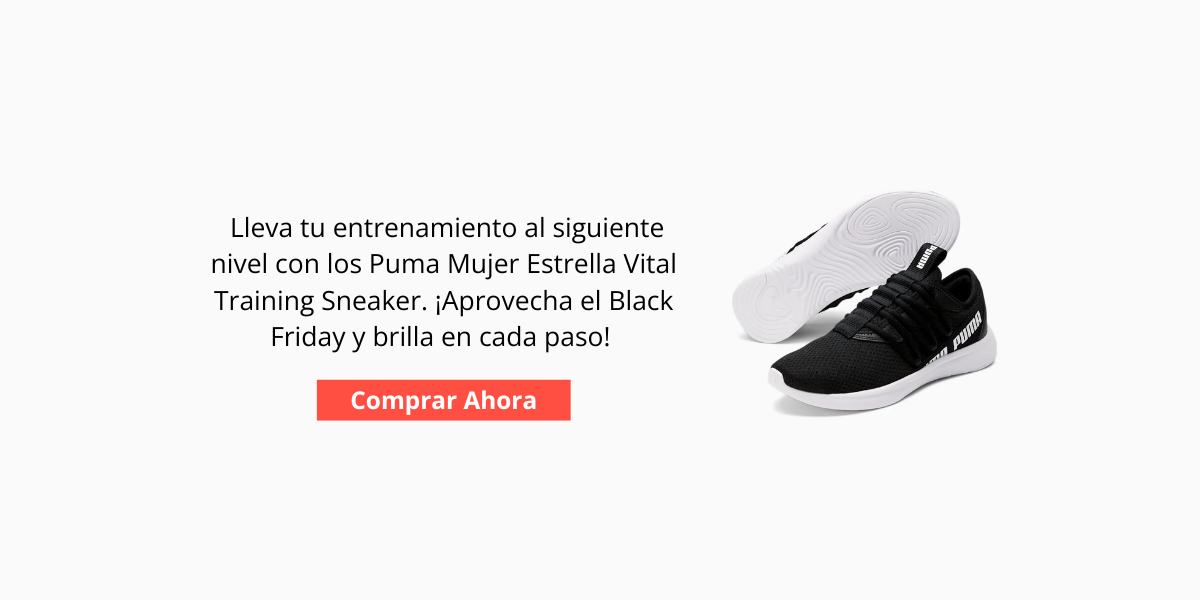 Lleva tu entrenamiento al siguiente
nivel con los Puma Mujer Estrella Vital
Training Sneaker. ¡Aprovecha el Black
Friday y brilla en cada paso!
Comprar Ahora
PUMA
PUMA